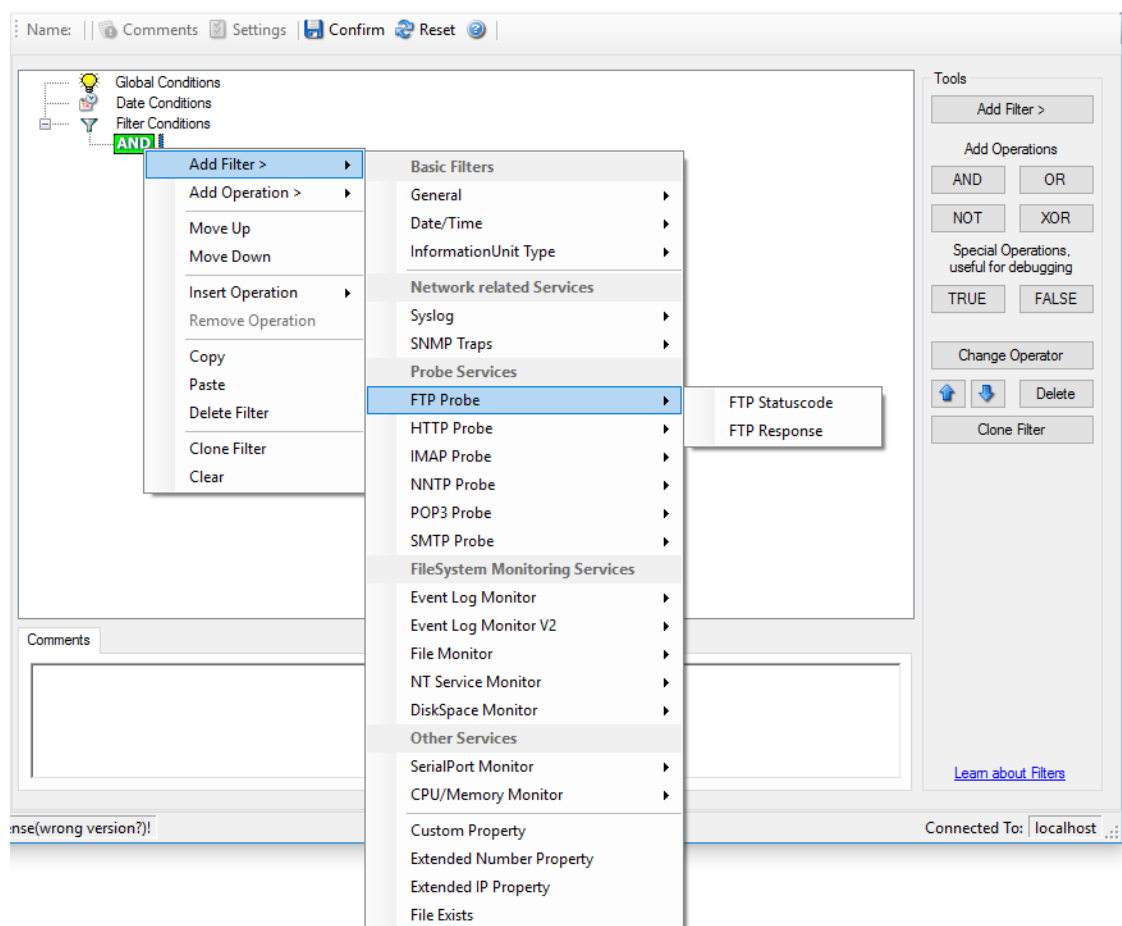 Name: Comments Settings Confirm Reset
Global Conditions
Date Conditions
Filter Conditions
AND
Add Filter >
Add Operation >
Move Up
Move Down
Insert Operation
Remove Operation
Copy
Paste
Delete Filter
Clone Filter
Clear
Basic Filters
General
Date/Time
InformationUnit Type
Network related Services
Syslog
SNMP Traps
Probe Services
FTP Probe
HTTP Probe
IMAP Probe
NNTP Probe
POP3 Probe
SMTP Probe
FileSystem Monitoring Services
Event Log Monitor
Event Log Monitor V2
File Monitor
NT Service Monitor
DiskSpace Monitor
Other Services
SerialPort Monitor
CPU/Memory Monitor
Custom Property
Extended Number Property
Extended IP Property
File Exists
FTP Statuscode
FTP Response
Tools
Add Filter >
Add Operations
AND OR
NOT XOR
Special Operations,
useful for debugging
TRUE FALSE
Change Operator
Delete
Clone Filter
Learn about Filters
Comments
ense(wrong version?)!
Connected To: localhost